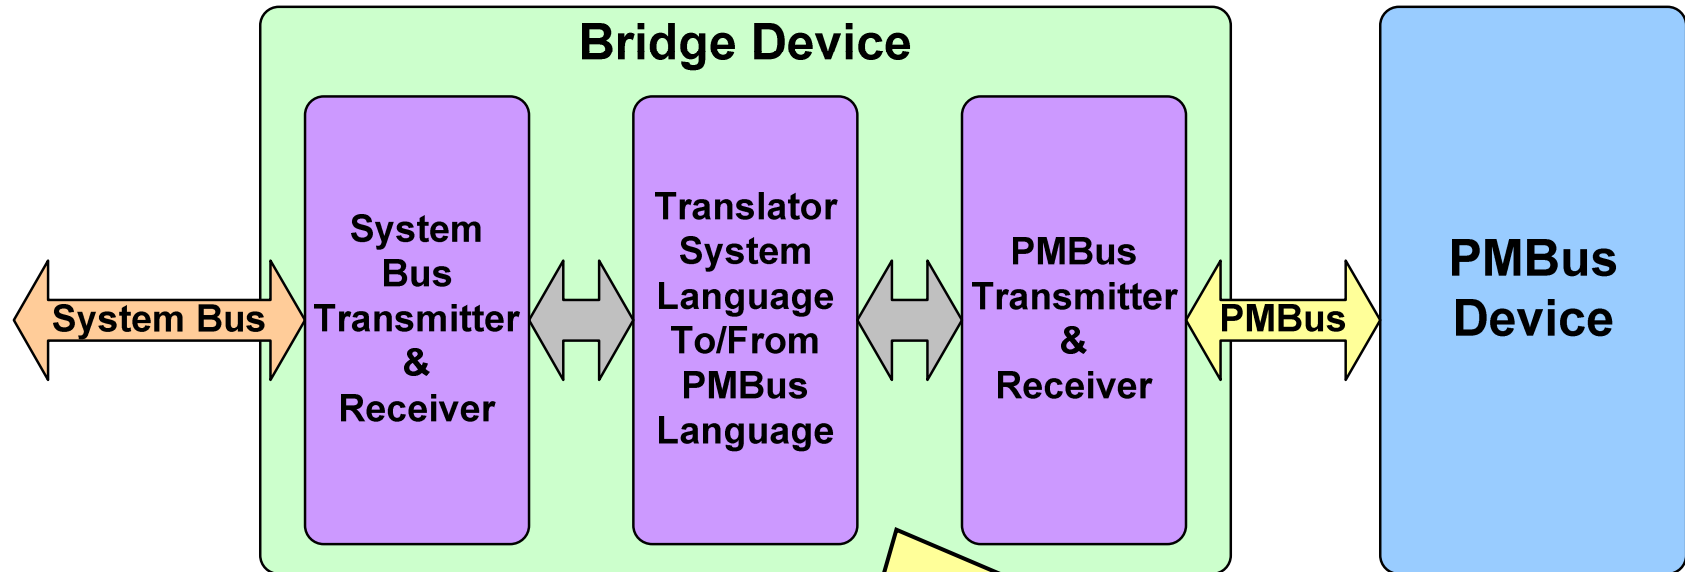 Bridge Device
System Bus
System
Bus
Transmitter
&
Receiver
Translator
System
Language
To/From
PMBus
Language
PMBus
Transmitter
&
Receiver
PMBus
PMBus
Device